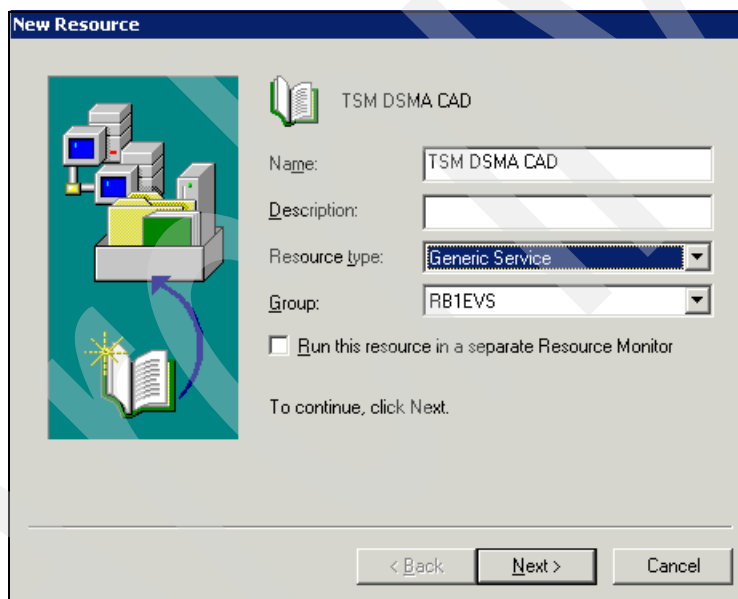 New Resource
TSM DSMA CAD
Name: TSM DSMA CAD
Description:
Resource type: Generic Service
Group: RB1EVS
Run this resource in a separate Resource Monitor
To continue, click Next.
< Back Next > Cancel